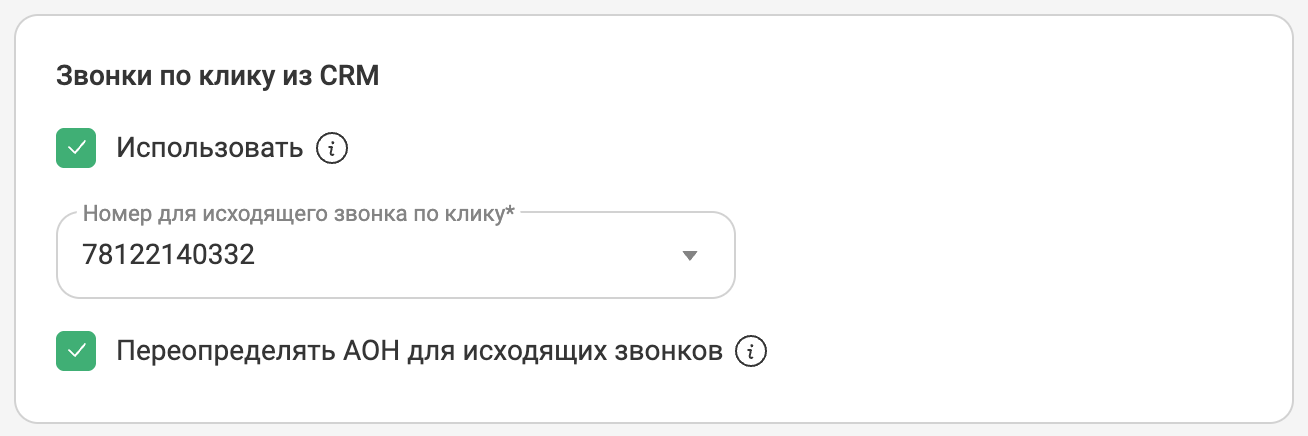 Звонки по клику из CRM
Использовать
Номер для исходящего звонка по клику*
78122140332
Переопределять АОН для исходящих звонков